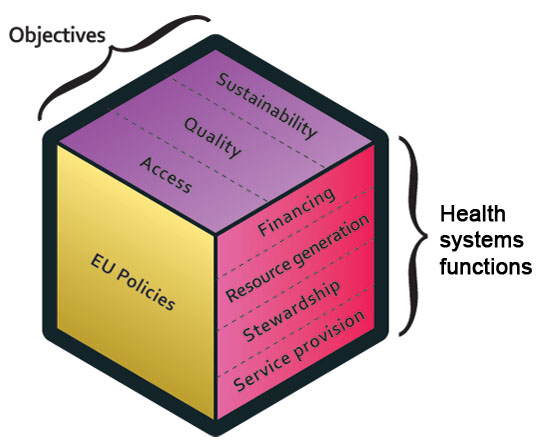 Objectives
Sustainability
Quality
Access
EU Policies
Financing
Resource generation
Stewardship
Service provision
Health
systems
functions